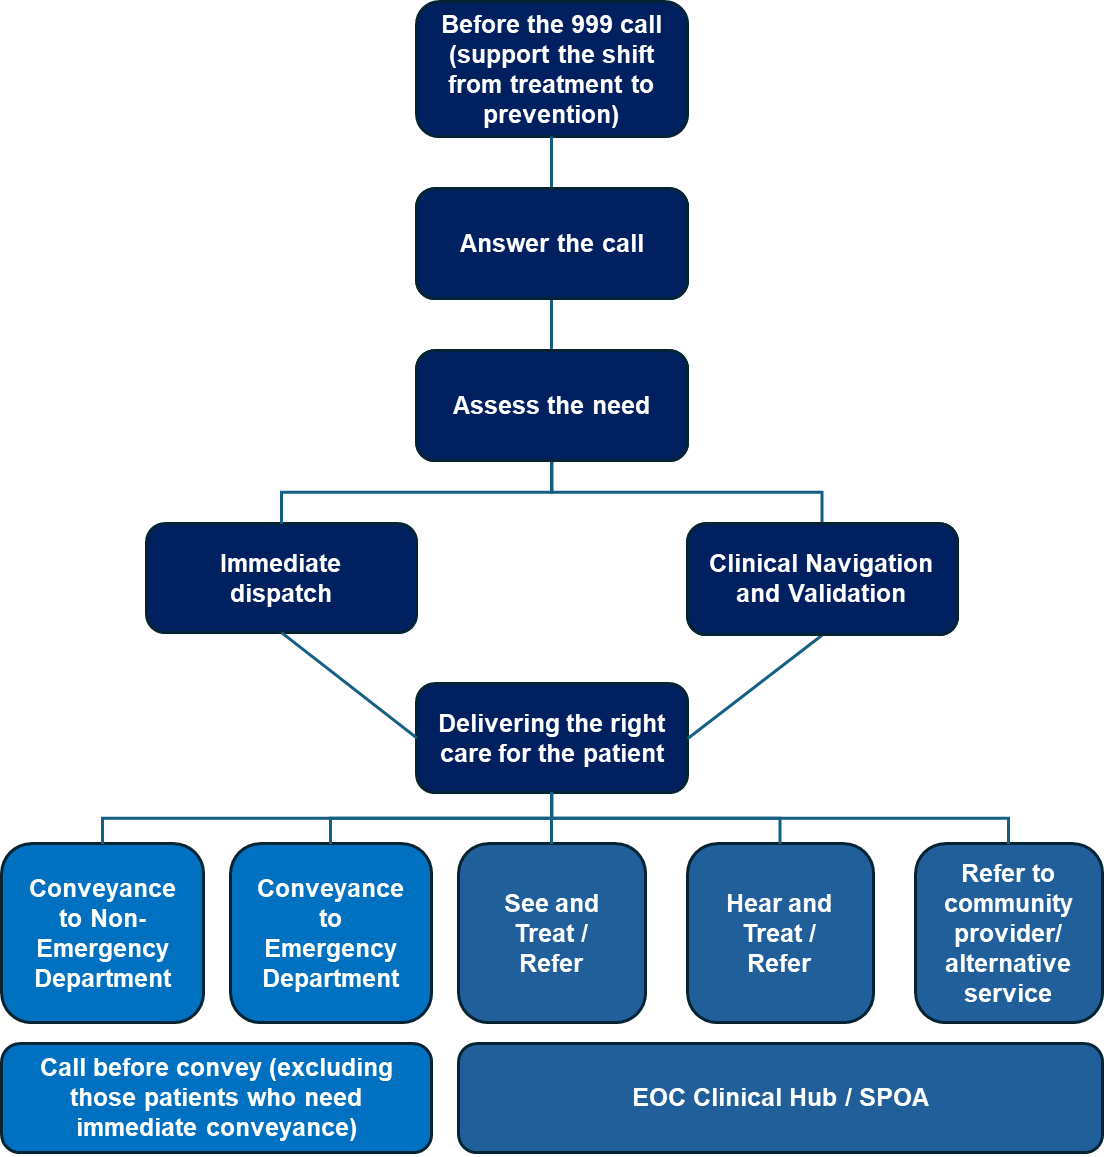 Before the 999 call
(support the shift
from treatment to
prevention)
Answer the call
Assess the need
Immediate
dispatch
Clinical Navigation
and Validation
Delivering the right
care for the patient
Conveyance
to Non-
Emergency
Department
Conveyance
to
Emergency
Department
See and
Treat /
Refer
Hear and
Treat /
Refer
Refer to
community
provider/
alternative
service
Call before convey (excluding
those patients who need
immediate conveyance)
EOC Clinical Hub / SPOA